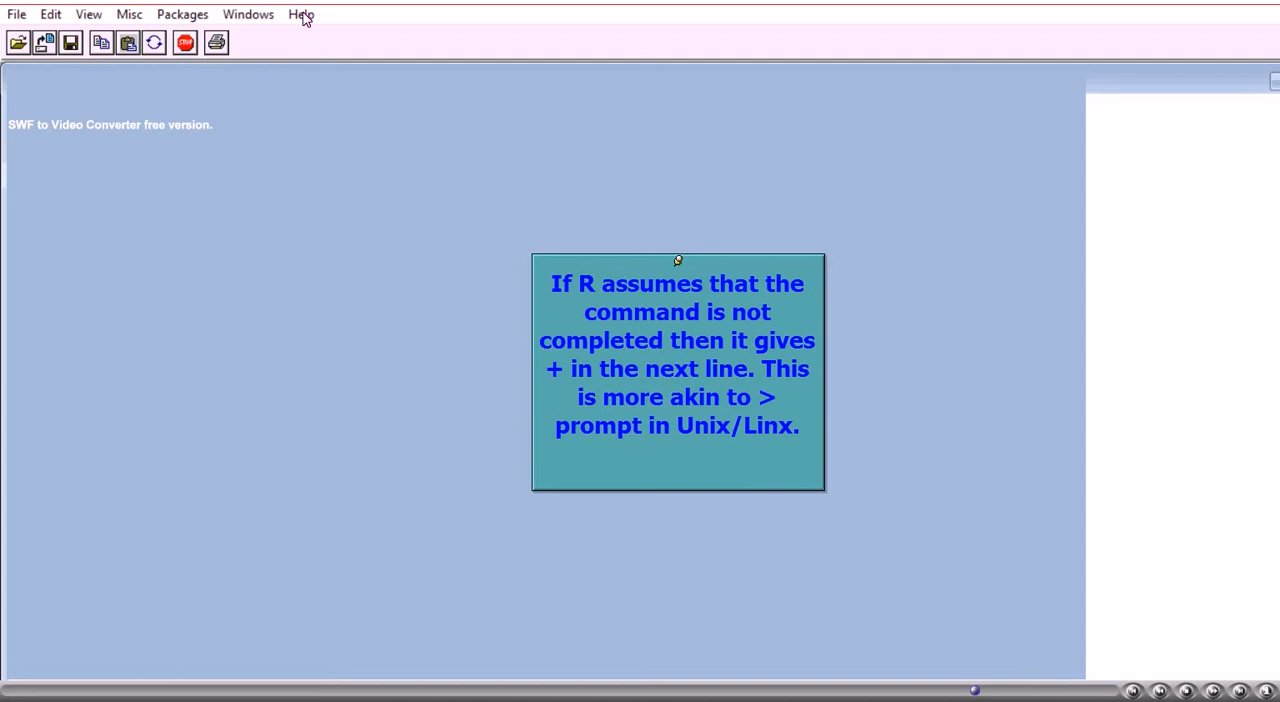 File Edit View Misc Packages Windows Help
STOP
SWF to Video Converter free version.
If R assumes that the
command is not
completed then it gives
+ in the next line. This
is more akin to >
prompt in Unix/Linx.